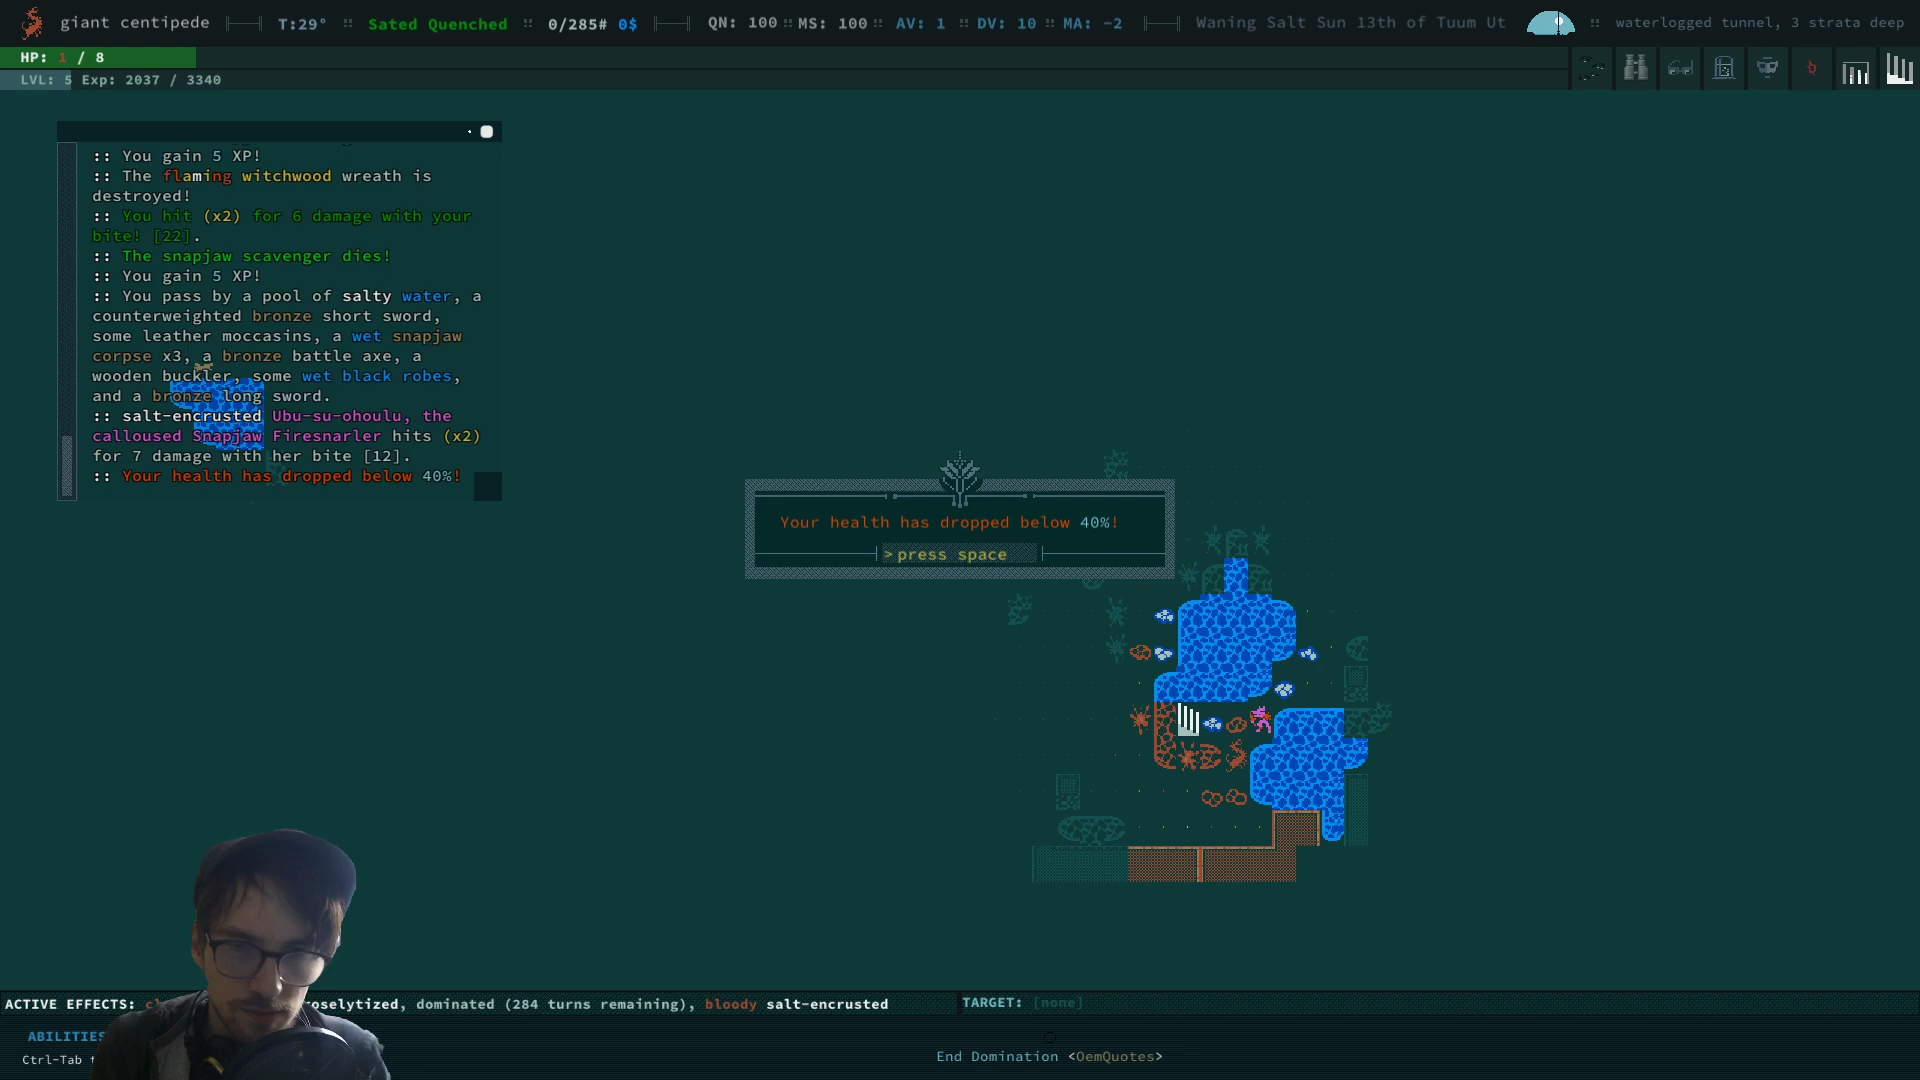 giant centipede T:29° :: Sated Quenched :: 0/285# 0$ QN: 100 :: MS: 100 :: AV: 1 :: DV: 10 :: MA: -2 Waning Salt Sun 13th of Tuum Ut :: waterlogged tunnel, 3 strata deep
HP: 1 / 8
LVL: 5 Exp: 2037 / 3340
:: You gain 5 XP!
:: The flaming witchwood wreath is
destroyed!
:: You hit (x2) for 6 damage with your
bite! [22].
:: The snapjaw scavenger dies!
:: You gain 5 XP!
:: You pass by a pool of salty water, a
counterweighted bronze short sword,
some leather moccasins, a wet snapjaw
corpse x3, a bronze battle axe, a
wooden buckler, some wet black robes,
and a bronze long sword.
:: salt-encrusted Ubu-su-ohoulu, the
calloused Snapjaw Firesnarler hits (x2)
for 7 damage with her bite [12].
:: Your health has dropped below 40%!
Your health has dropped below 40%!
> press space
ACTIVE EFFECTS: roselytized, dominated (284 turns remaining), bloody salt-encrusted TARGET: [none]
ABILITIES
Ctrl-Tab
End Domination <OemQuotes>